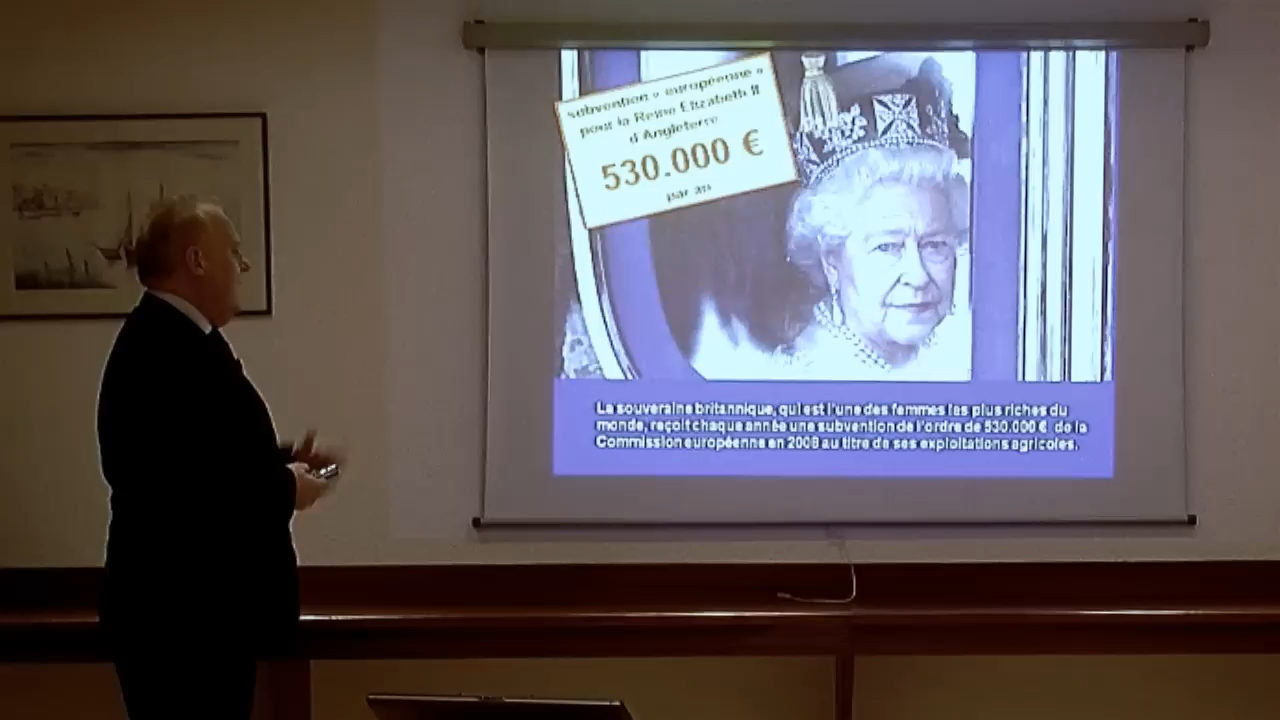 subvention « européenne »
pour la Reine Elizabeth II
d'Angleterre
530.000 €
par an
La souveraine britannique, qui est l'une des femmes les plus riches du
monde, reçoit chaque année une subvention de l'ordre de 530.000 € de la
Commission européenne en 2008 au titre de ses exploitations agricoles.